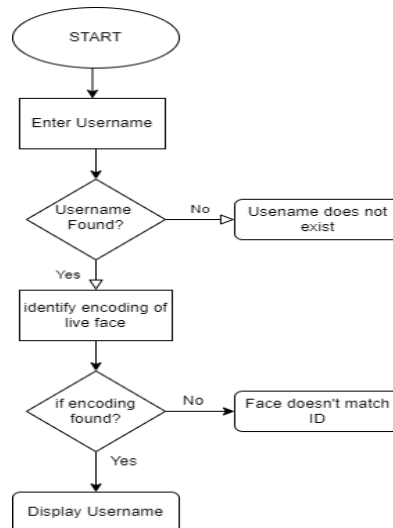 START
Enter Username
Username
Found?
No
Usename does not
exist
Yes
identify encoding of
live face
if encoding
found?
No
Face doesn't match
ID
Yes
Display Username